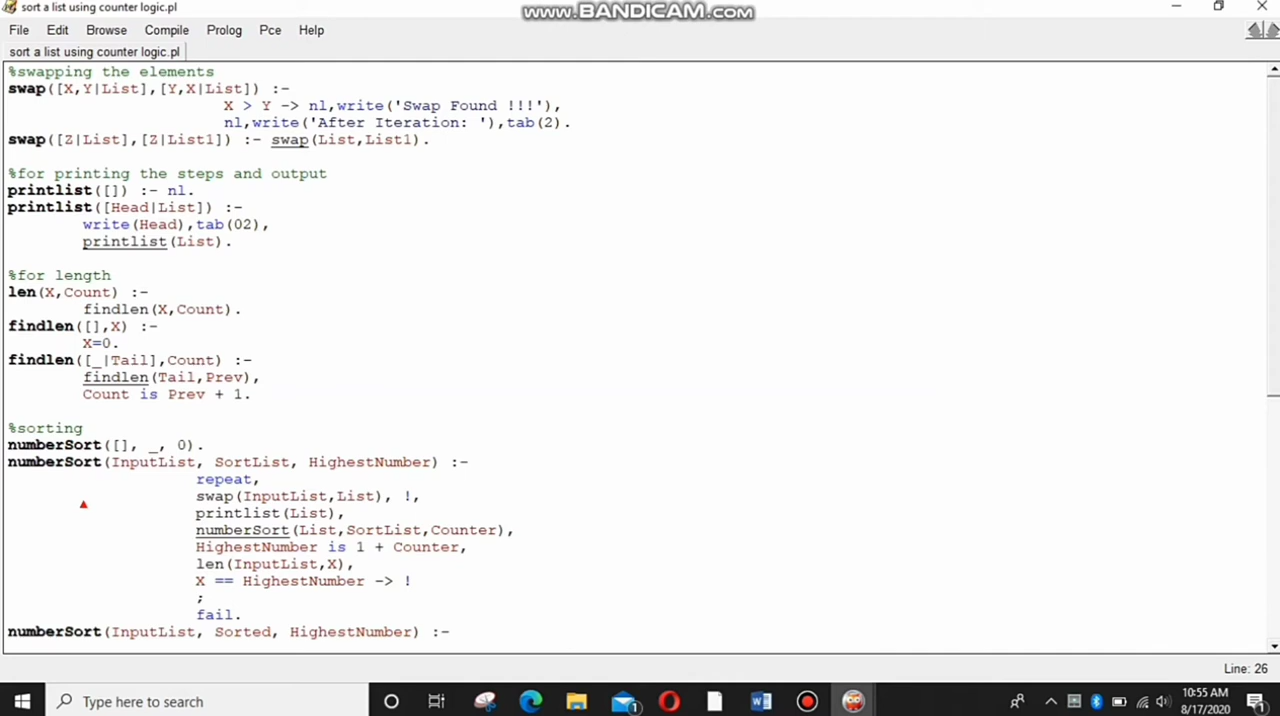 sort a list using counter logic.pl
www.BANDICAM.com
File Edit Browse Compile Prolog Pce Help
sort a list using counter logic.pl
%swapping the elements
swap([X,Y|List],[Y,X|List]) :-
X > Y -> nl,write('Swap Found !!!'),
nl,write('After Iteration: '),tab(2).
swap([Z|List],[Z|List1]) :- swap(List,List1).
%for printing the steps and output
printlist([]) :- nl.
printlist([Head|List]) :-
write(Head),tab(02),
printlist(List).
%for length
len(X,Count) :-
findlen(X,Count).
findlen([],X) :-
X=0.
findlen([_|Tail],Count) :-
findlen(Tail,Prev),
Count is Prev + 1.
%sorting
numberSort([], _, 0).
numberSort(InputList, SortList, HighestNumber) :-
repeat,
swap(InputList,List), !,
printlist(List),
numberSort(List,SortList,Counter),
HighestNumber is 1 + Counter,
len(InputList,X),
X == HighestNumber -> !
;
fail.
numberSort(InputList, Sorted, HighestNumber) :-
Line: 26
Type here to search
10:55 AM
8/17/2020